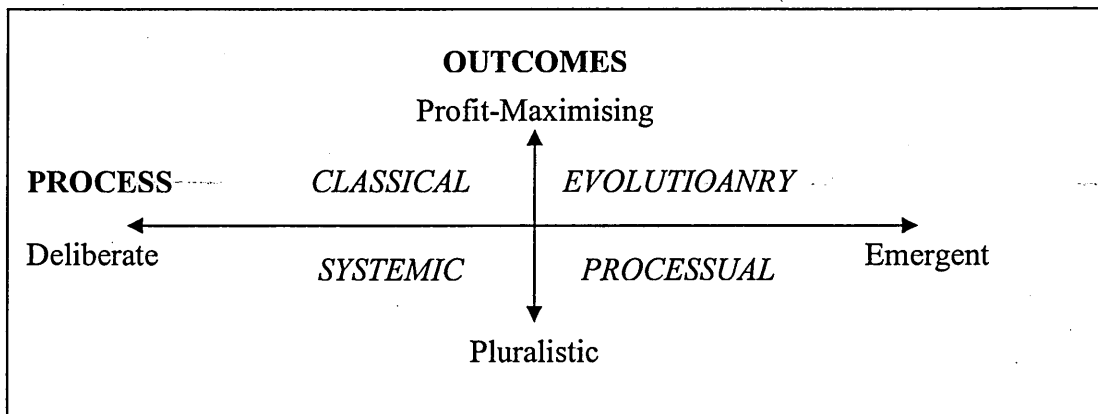 OUTCOMES
Profit-Maximising
PROCESS CLASSICAL EVOLUTIOANRY
Deliberate Emergent
SYSTEMIC PROCESSUAL
Pluralistic